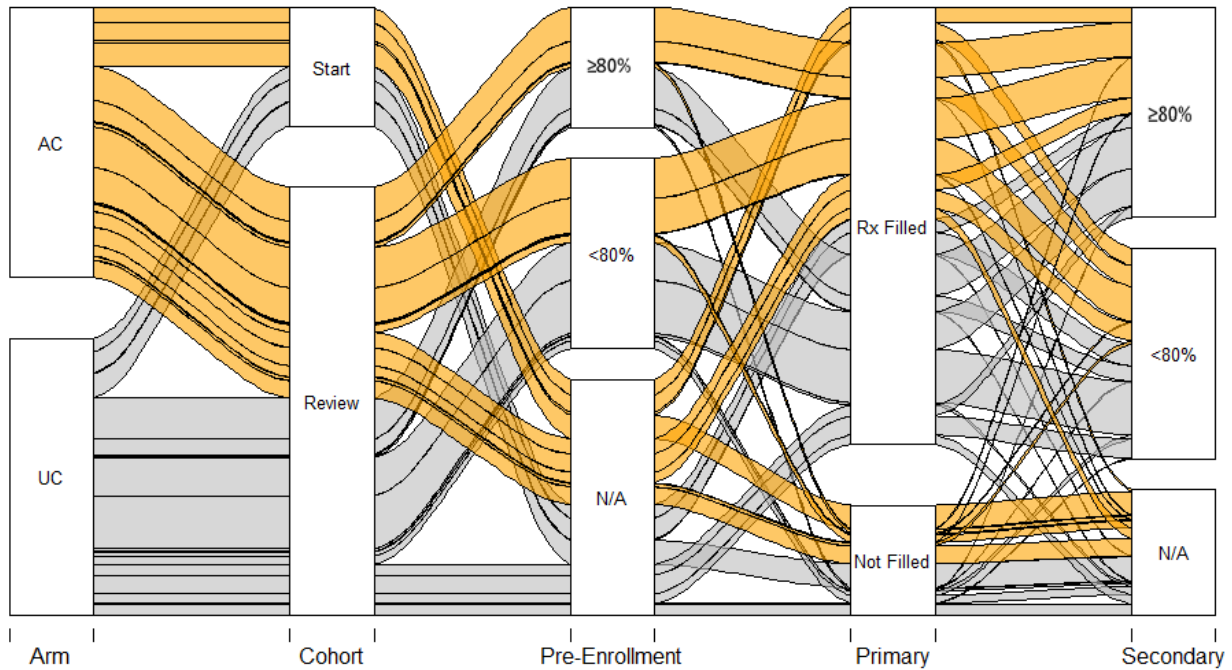 AC
UC
Start
Review
≥80%
<80%
N/A
Rx Filled
Not Filled
≥80%
<80%
N/A
Arm
Cohort
Pre-Enrollment
Primary
Secondary